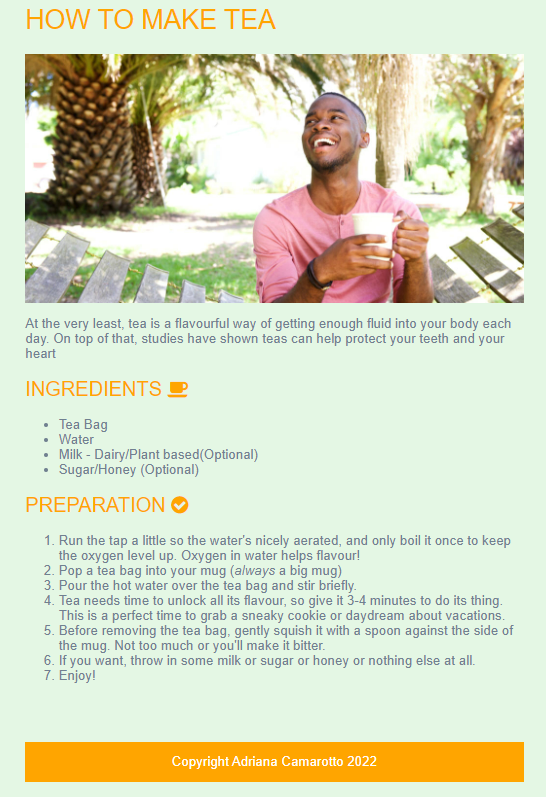 HOW TO MAKE TEA
At the very least, tea is a flavourful way of getting enough fluid into your body each
day. On top of that, studies have shown teas can help protect your teeth and your
heart
INGREDIENTS
• Tea Bag
• Water
• Milk - Dairy/Plant based(Optional)
• Sugar/Honey (Optional)
PREPARATION
1. Run the tap a little so the water's nicely aerated, and only boil it once to keep
the oxygen level up. Oxygen in water helps flavour!
2. Pop a tea bag into your mug (always a big mug)
3. Pour the hot water over the tea bag and stir briefly.
4. Tea needs time to unlock all its flavour, so give it 3-4 minutes to do its thing.
This is a perfect time to grab a sneaky cookie or daydream about vacations.
5. Before removing the tea bag, gently squish it with a spoon against the side of
the mug. Not too much or you'll make it bitter.
6. If you want, throw in some milk or sugar or honey or nothing else at all.
7. Enjoy!
Copyright Adriana Camarotto 2022